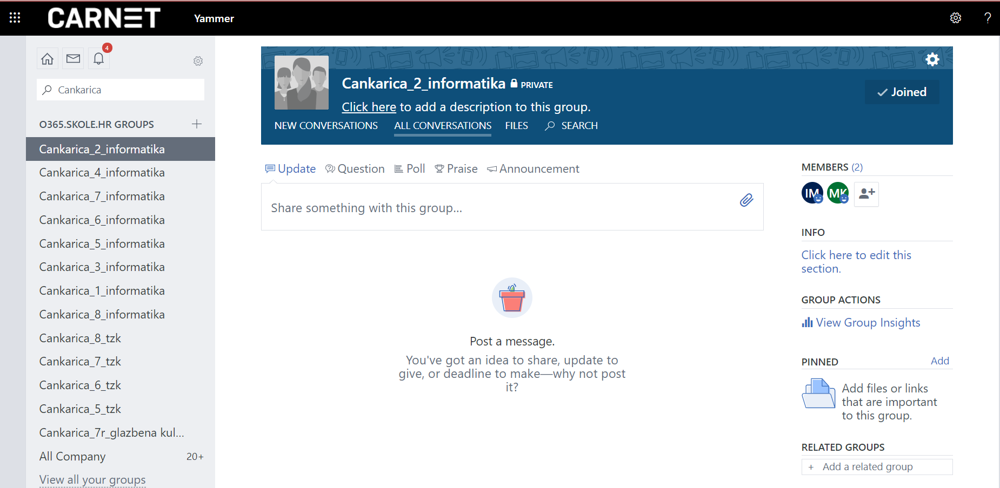 CARNET
Yammer
?
4
Cankarica
O365.SKOLE.HR GROUPS
Cankarica_2_informatika
Cankarica_4_informatika
Cankarica_7_informatika
Cankarica_6_informatika
Cankarica_5_informatika
Cankarica_3_informatika
Cankarica_1_informatika
Cankarica_8_informatika
Cankarica_8_tzk
Cankarica_7_tzk
Cankarica_6_tzk
Cankarica_5_tzk
Cankarica_7r_glazbena kul...
All Company 20+
View all your groups
Cankarica_2_informatika PRIVATE
Click here to add a description to this group.
Joined
NEW CONVERSATIONS ALL CONVERSATIONS FILES SEARCH
Update Question Poll Praise Announcement
Share something with this group...
Post a message.
You've got an idea to share, update to
give, or deadline to make—why not post
it?
MEMBERS (2)
IM MK
INFO
Click here to edit this
section.
GROUP ACTIONS
View Group Insights
PINNED Add
Add files or links
that are important
to this group.
RELATED GROUPS
+ Add a related group